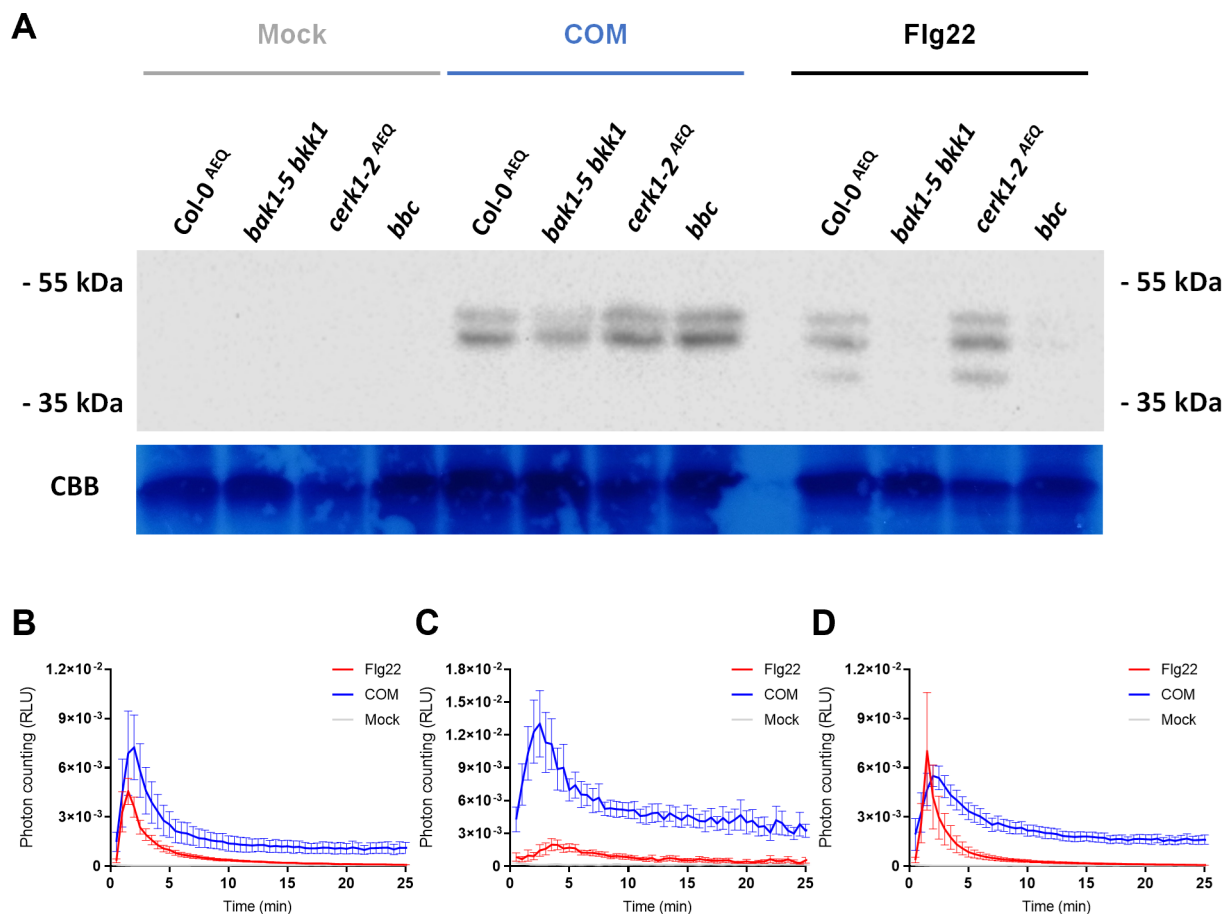 A
Mock COM Flg22
Col-0 AEQ bak1-5 bkk1 cerk1-2 AEQ bbc Col-0 AEQ bak1-5 bkk1 cerk1-2 AEQ bbc Col-0 AEQ bak1-5 bkk1 cerk1-2 AEQ bbc
- 55 kDa - 55 kDa
- 35 kDa - 35 kDa
CBB
B
Photon counting (RLU)
1.2×10⁻²
9×10⁻³
6×10⁻³
3×10⁻³
0
0 5 10 15 20 25
Time (min)
Flg22
COM
Mock
C
Photon counting (RLU)
1.8×10⁻²
1.5×10⁻²
1.2×10⁻²
9×10⁻³
6×10⁻³
3×10⁻³
0
0 5 10 15 20 25
Time (min)
Flg22
COM
Mock
D
Photon counting (RLU)
1.2×10⁻²
9×10⁻³
6×10⁻³
3×10⁻³
0
0 5 10 15 20 25
Time (min)
Flg22
COM
Mock